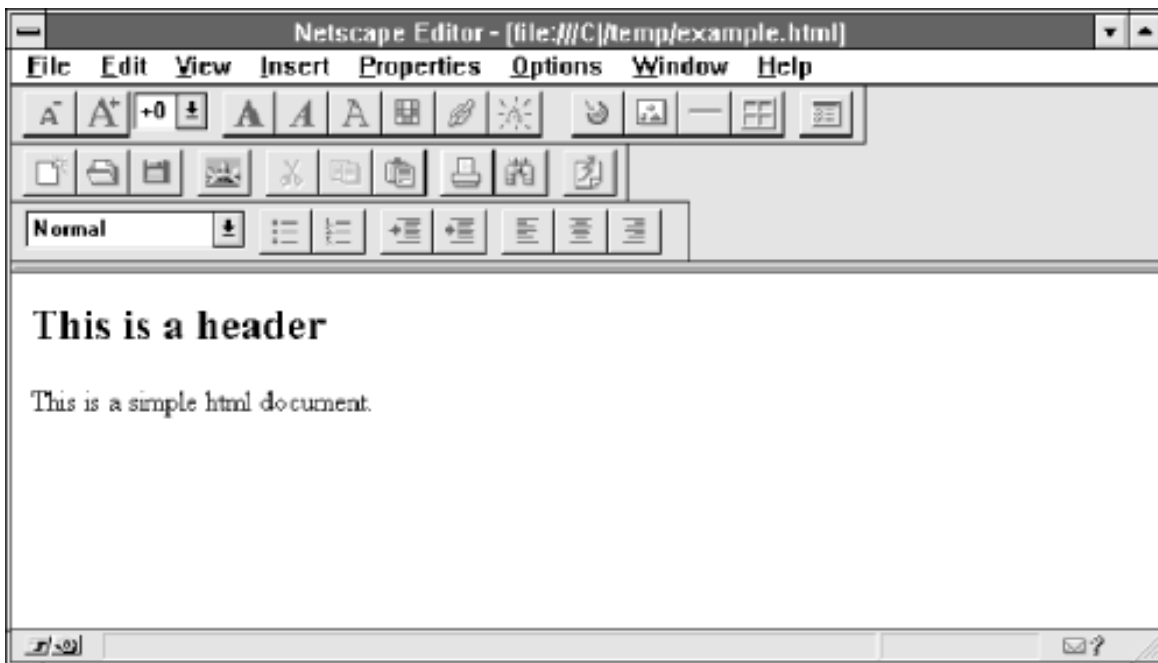 Netscape Editor - [file:///C|/temp/example.html]
File Edit View Insert Properties Options Window Help
+0
Normal
This is a header
This is a simple html document.